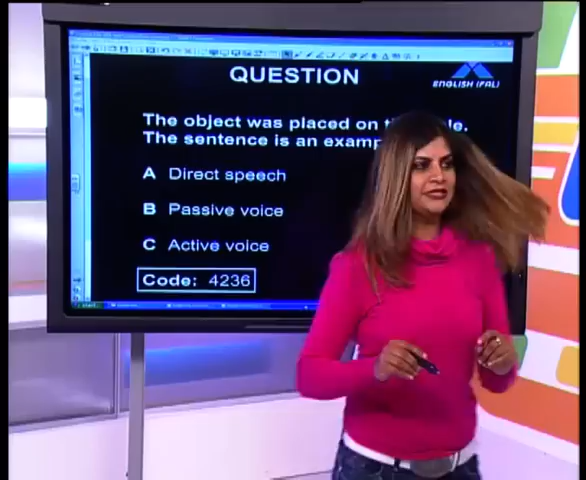 QUESTION
ENGLISH (FAL)
The object was placed on
The sentence is an
A Direct speech
B Passive voice
C Active voice
Code: 4236